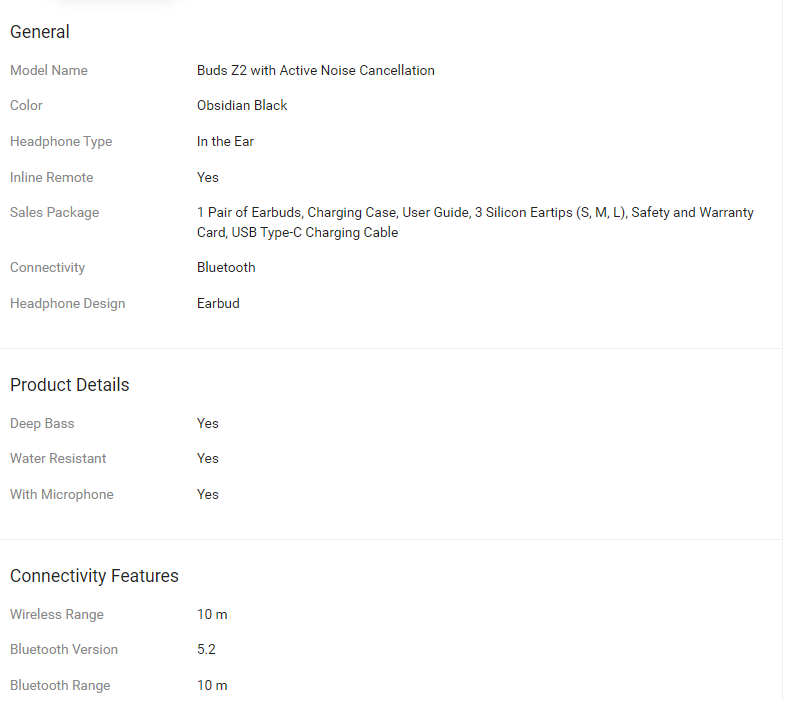 General
Model Name Buds Z2 with Active Noise Cancellation
Color Obsidian Black
Headphone Type In the Ear
Inline Remote Yes
Sales Package 1 Pair of Earbuds, Charging Case, User Guide, 3 Silicon Eartips (S, M, L), Safety and Warranty
Card, USB Type-C Charging Cable
Connectivity Bluetooth
Headphone Design Earbud
Product Details
Deep Bass Yes
Water Resistant Yes
With Microphone Yes
Connectivity Features
Wireless Range 10 m
Bluetooth Version 5.2
Bluetooth Range 10 m